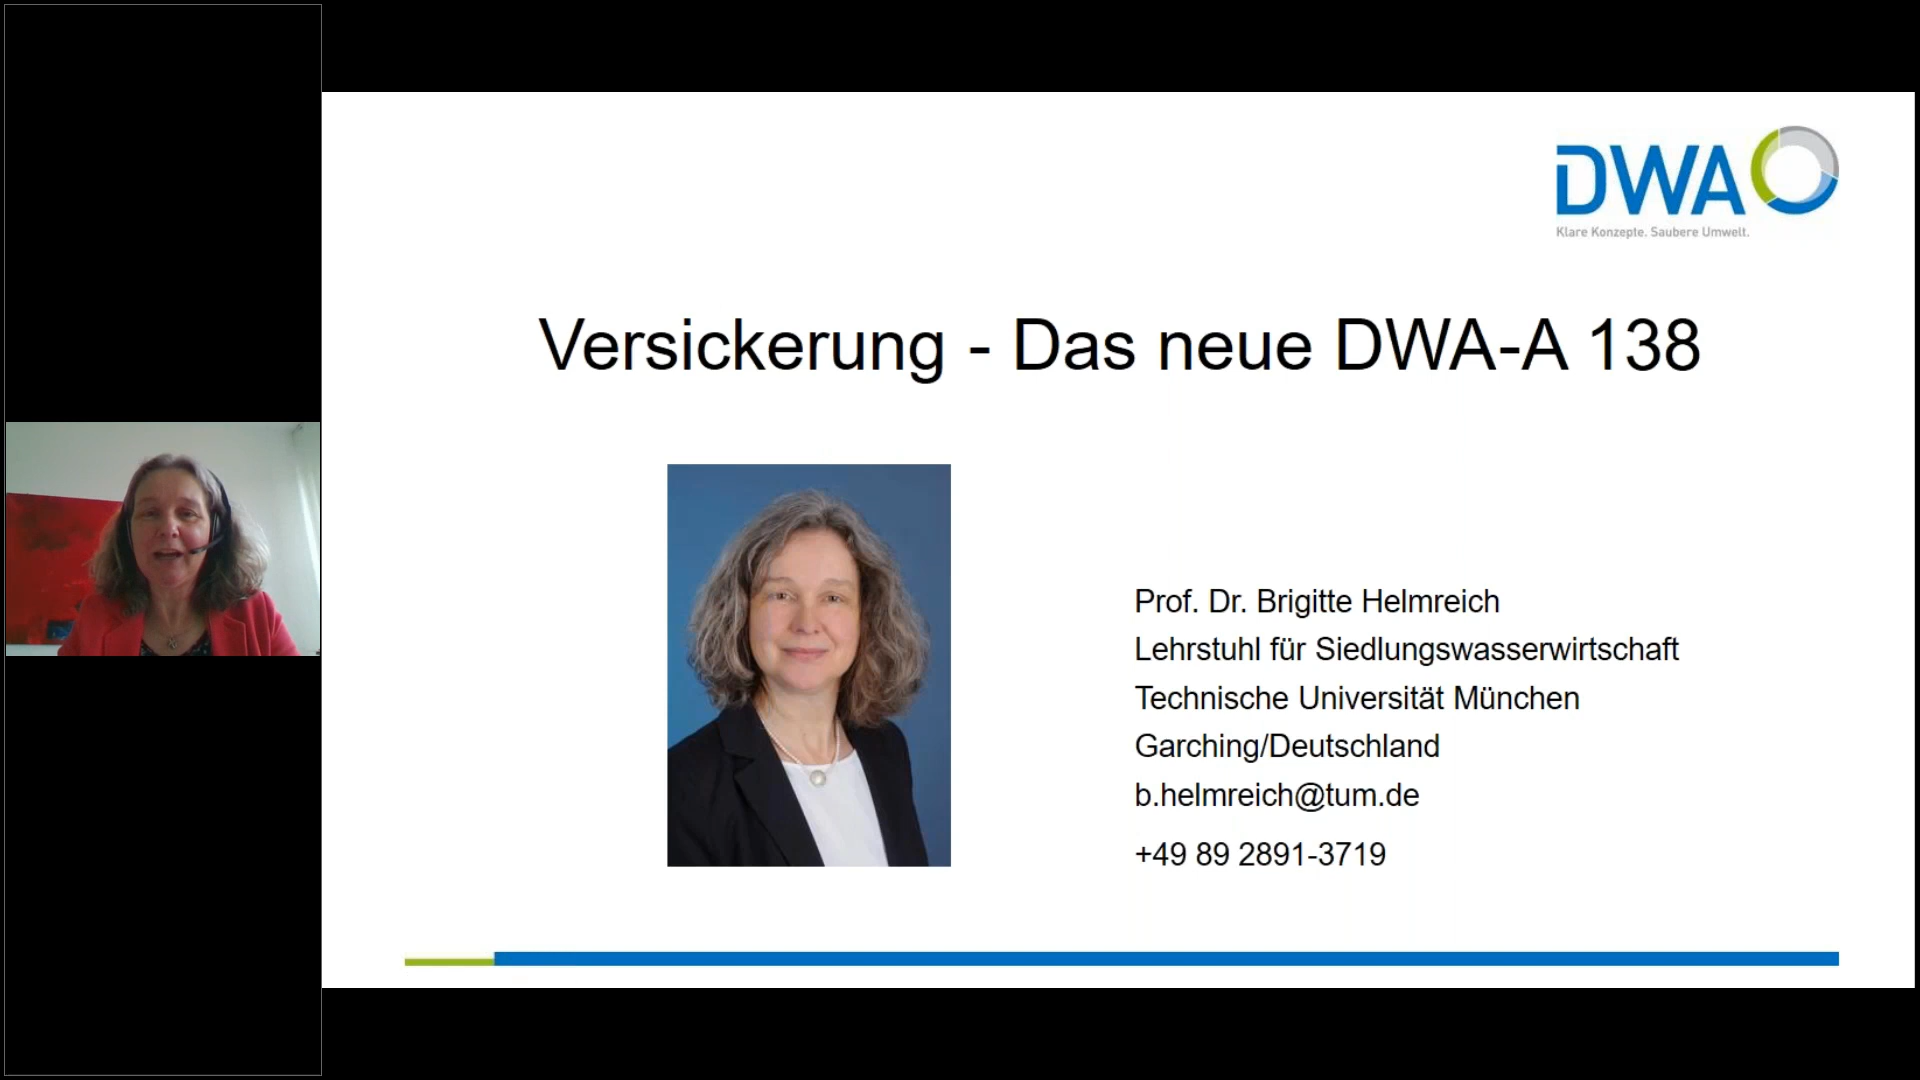 DWA
Klare Konzepte. Saubere Umwelt.
Versickerung - Das neue DWA-A 138
Prof. Dr. Brigitte Helmreich
Lehrstuhl für Siedlungswasserwirtschaft
Technische Universität München
Garching/Deutschland
b.helmreich@tum.de
+49 89 2891-3719